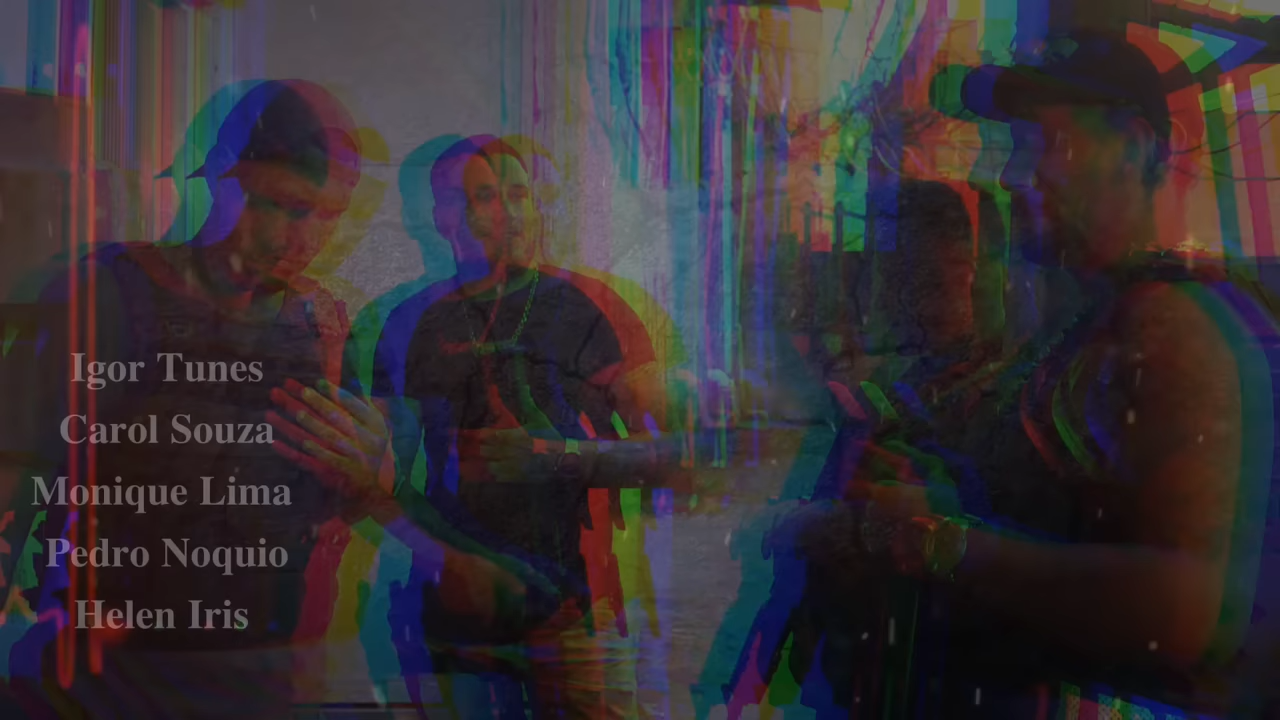 Igor Tunes
Carol Souza
Monique Lima
Pedro Noquio
Helen Iris